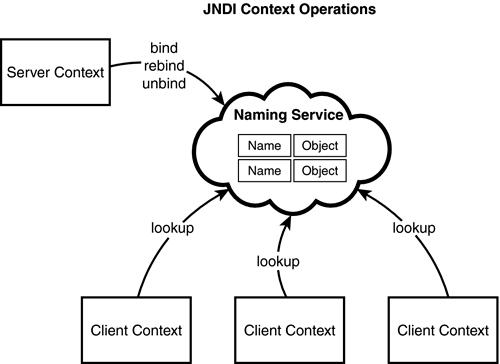 JNDI Context Operations
Server Context
bind
rebind
unbind
Naming Service
Name Object
Name Object
lookup
lookup
lookup
Client Context
Client Context
Client Context